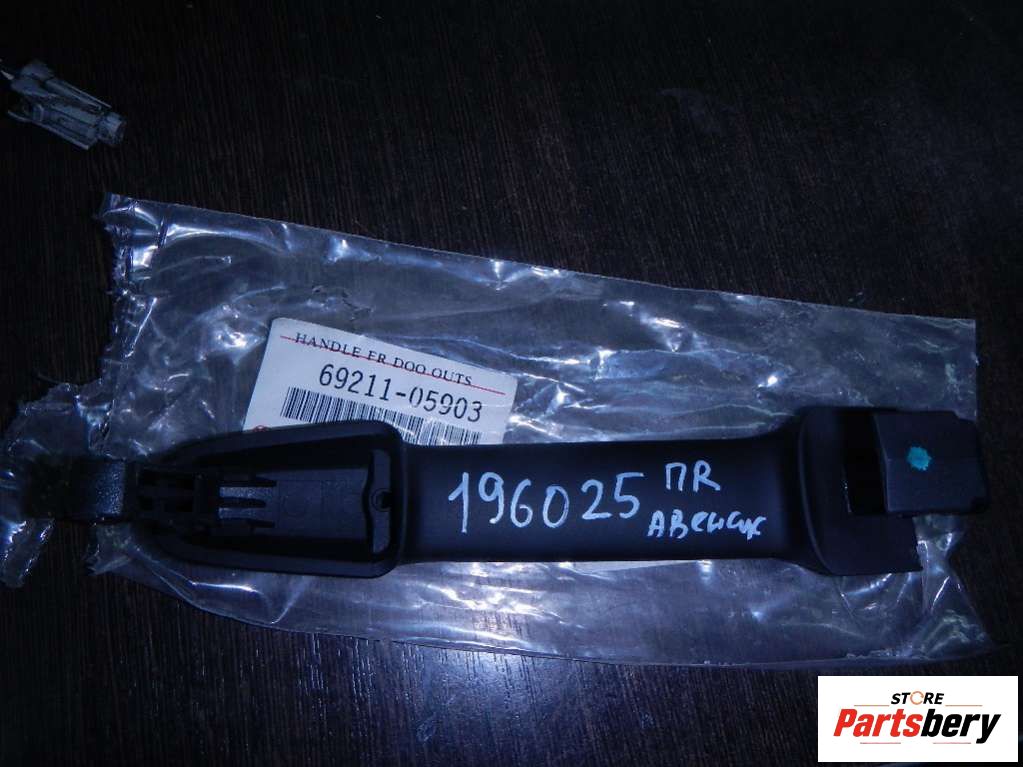 HANDLE FR DOO OUTS
69211-05903
196025 ПR
АВенсис
STORE
Partsbery